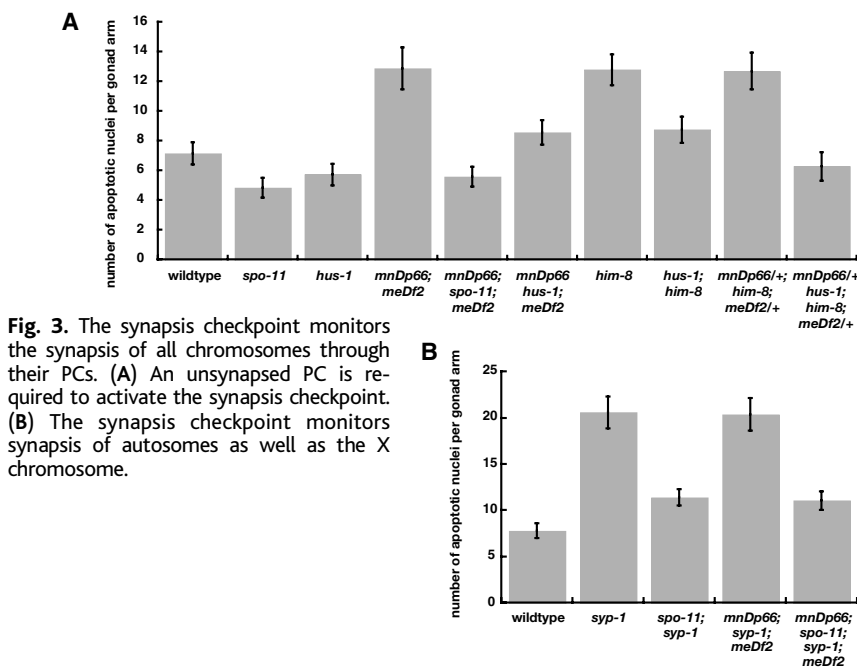 A
number of apoptotic nuclei per gonad arm
16
14
12
10
8
6
4
2
0
wildtype
spo-11
hus-1
mnDp66;
meDf2
mnDp66;
spo-11;
meDf2
mnDp66
hus-1;
meDf2
him-8
hus-1;
him-8
mnDp66/+;
him-8;
meDf2/+
mnDp66/+
hus-1;
him-8;
meDf2/+
Fig. 3. The synapsis checkpoint monitors
the synapsis of all chromosomes through
their PCs. (A) An unsynapsed PC is re-
quired to activate the synapsis checkpoint.
(B) The synapsis checkpoint monitors
synapsis of autosomes as well as the X
chromosome.
B
number of apoptotic nuclei per gonad arm
25
20
15
10
5
0
wildtype
syp-1
spo-11;
syp-1
mnDp66;
syp-1;
meDf2
mnDp66;
spo-11;
syp-1;
meDf2